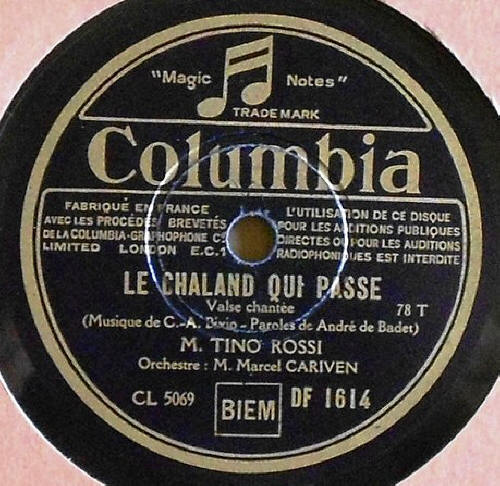 "Magic Notes"
TRADE MARK
Columbia
FABRIQUÉ EN FRANCE
AVEC LES PROCÉDÉS BREVETÉS
DE LA COLUMBIA-GRAPHOPHONE Cº
LIMITED LONDON E.C.1
L'UTILISATION DE CE DISQUE
POUR LES AUDITIONS PUBLIQUES
DIRECTES OU POUR LES AUDITIONS
RADIOPHONIQUES EST INTERDITE
LE CHALAND QUI PASSE
Valse chantée 78 T
(Musique de C.-A. Bixio - Paroles de André de Badet)
M. TINO ROSSI
Orchestre : M. Marcel CARIVEN
CL 5069 BIEM DF 1614